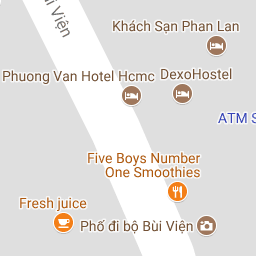 Bùi Viện
Khách Sạn Phan Lan
Phuong Van Hotel Hcmc
DexoHostel
ATM
Five Boys Number
One Smoothies
Fresh juice
Phố đi bộ Bùi Viện